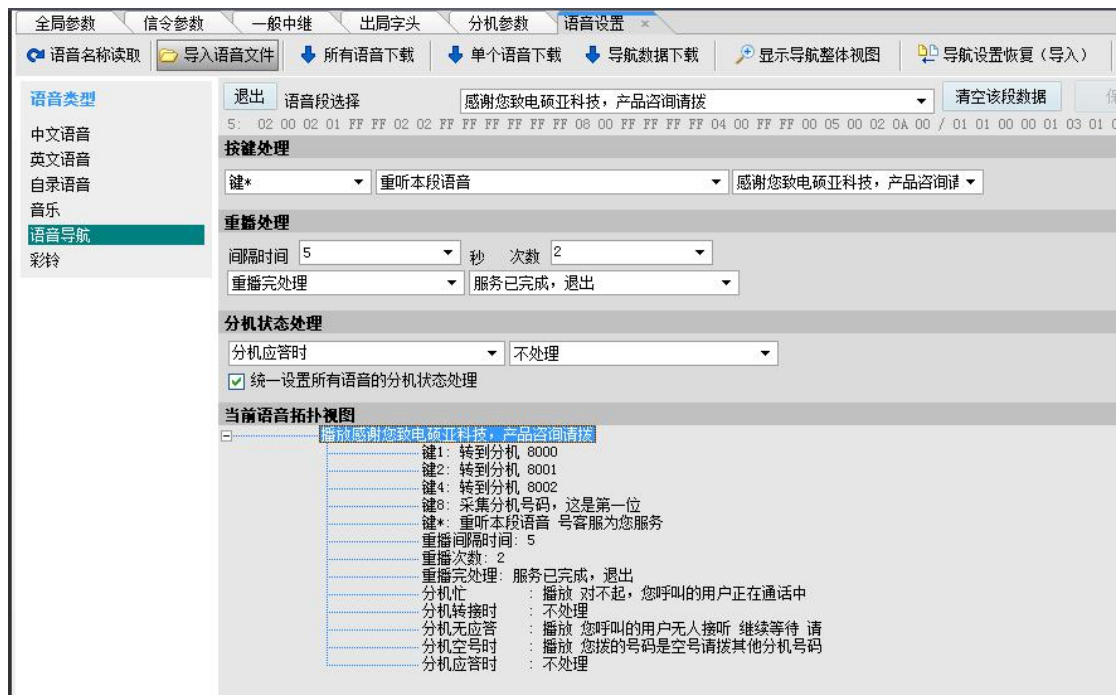 全局参数 信令参数 一般中继 出局字头 分机参数 语音设置 ×
语音名称读取 导入语音文件 所有语音下载 单个语音下载 导航数据下载 显示导航整体视图 导航设置恢复（导入）
语音类型
中文语音
英文语音
自录语音
音乐
语音导航
彩铃
退出 语音段选择 感谢您致电硕亚科技，产品咨询请拨 清空该段数据
5: 02 00 02 01 FF FF 02 02 FF FF FF FF FF FF 08 00 FF FF FF FF 04 00 FF FF 00 05 00 02 0A 00 / 01 01 00 00 01 03 01
按键处理
键* 重听本段语音 感谢您致电硕亚科技，产品咨询请
重播处理
间隔时间 5 秒 次数 2
重播完处理 服务已完成，退出
分机状态处理
分机应答时 不处理
统一设置所有语音的分机状态处理
当前语音拓扑视图
播放感谢您致电硕亚科技，产品咨询请拨
键1: 转到分机 8000
键2: 转到分机 8001
键4: 转到分机 8002
键8: 采集分机号码，这是第一位
键*: 重听本段语音 号客服为您服务
重播间隔时间: 5
重播次数: 2
重播完处理: 服务已完成，退出
分机忙 : 播放 对不起，您呼叫的用户正在通话中
分机转接时 : 不处理
分机无应答 : 播放 您呼叫的用户无人接听 继续等待 请
分机空号时 : 播放 您拨的号码是空号请拨其他分机号码
分机应答时 : 不处理